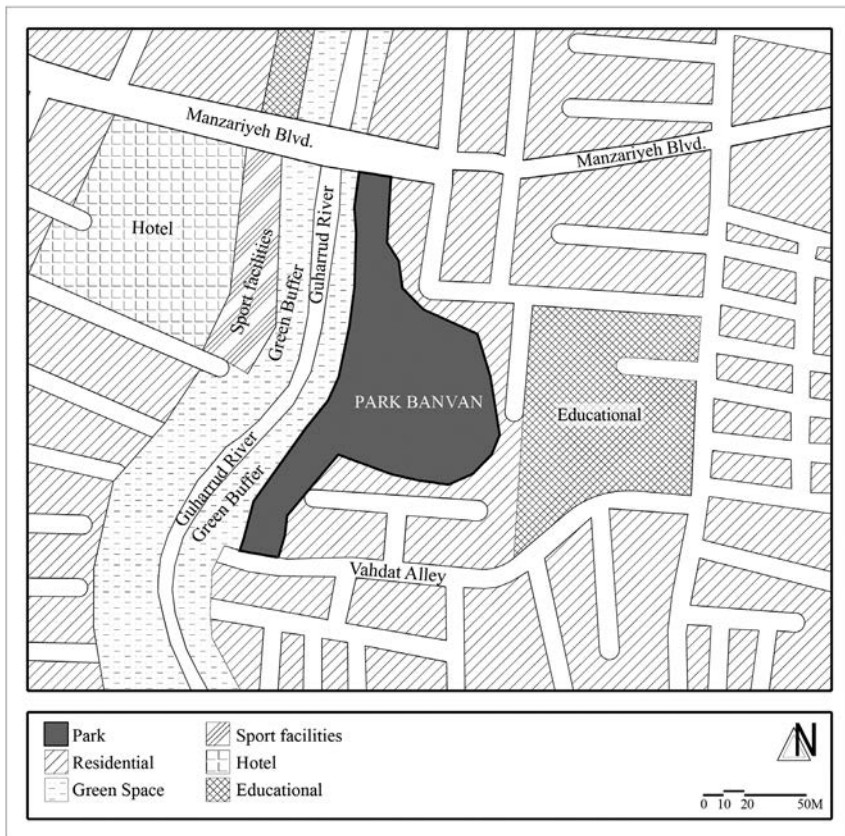 Manzariyeh Blvd.
Manzariyeh Blvd.
Hotel
Sport facilities
Green Buffer
Guharrud River
PARK BANVAN
Educational
Guharrud River
Green Buffer
Vahdat Alley
Park
Residential
Green Space
Sport facilities
Hotel
Educational
N
0 10 20 50M